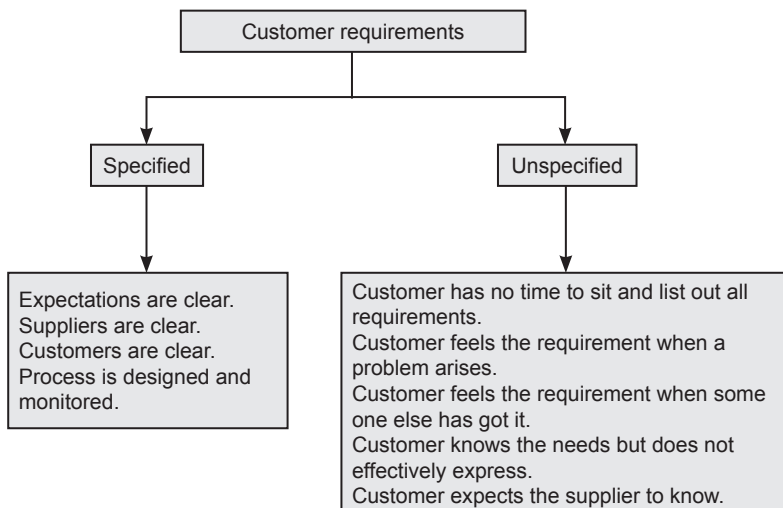 Customer requirements
Specified
Unspecified
Expectations are clear.
Suppliers are clear.
Customers are clear.
Process is designed and
monitored.
Customer has no time to sit and list out all
requirements.
Customer feels the requirement when a
problem arises.
Customer feels the requirement when some
one else has got it.
Customer knows the needs but does not
effectively express.
Customer expects the supplier to know.